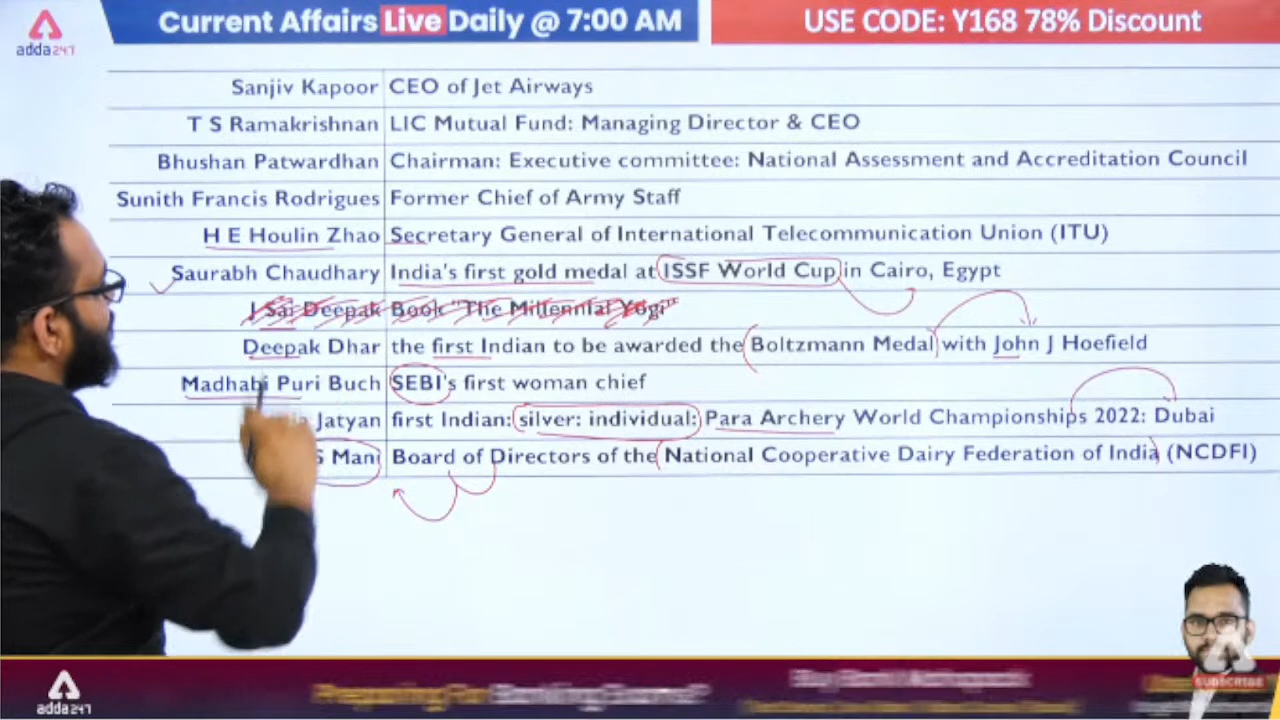 Current Affairs Live Daily @ 7:00 AM
USE CODE: Y168 78% Discount
adda247
Sanjiv Kapoor CEO of Jet Airways
T S Ramakrishnan LIC Mutual Fund: Managing Director & CEO
Bhushan Patwardhan Chairman: Executive committee: National Assessment and Accreditation Council
Sunith Francis Rodrigues Former Chief of Army Staff
H E Houlin Zhao Secretary General of International Telecommunication Union (ITU)
Saurabh Chaudhary India's first gold medal at ISSF World Cup in Cairo, Egypt
J Sai Deepak Book "The Millennial Yogi"
Deepak Dhar the first Indian to be awarded the Boltzmann Medal with John J Hoefield
Madhabi Puri Buch SEBI's first woman chief
Jatyan first Indian: silver: individual: Para Archery World Championships 2022: Dubai
S Mani Board of Directors of the National Cooperative Dairy Federation of India (NCDFI)
SUBSCRIBE
adda247